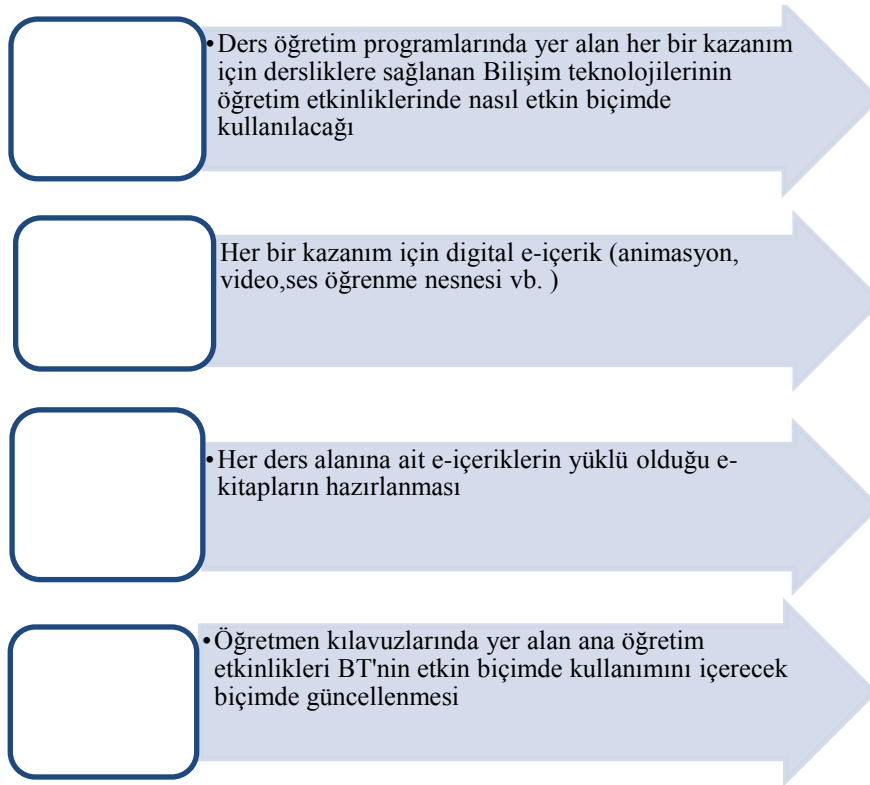 •Ders öğretim programlarında yer alan her bir kazanım
için dersliklere sağlanan Bilişim teknolojilerinin
öğretim etkinliklerinde nasıl etkin biçimde
kullanılacağı
Her bir kazanım için digital e-içerik (animasyon,
video,ses öğrenme nesnesi vb. )
•Her ders alanına ait e-içeriklerin yüklü olduğu e-
kitapların hazırlanması
•Öğretmen kılavuzlarında yer alan ana öğretim
etkinlikleri BT'nin etkin biçimde kullanımını içerecek
biçimde güncellenmesi